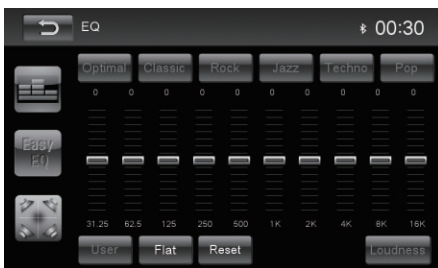 EQ 00:30
Optimal Classic Rock Jazz Techno Pop
0 0 0 0 0 0 0 0 0 0
Easy
EQ
31.25 62.5 125 250 500 1K 2K 4K 8K 16K
User Flat Reset Loudness